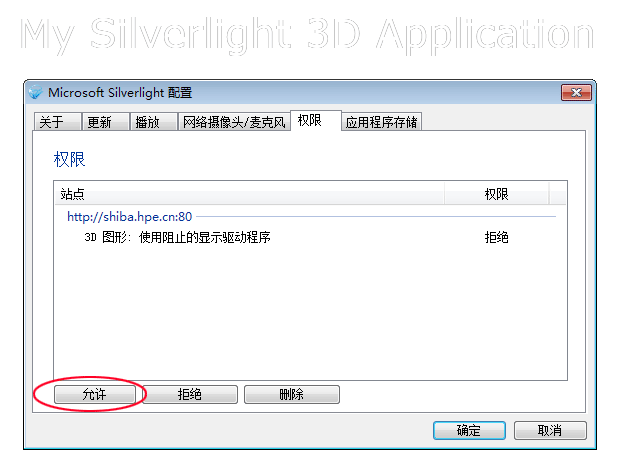 My Silverlight 3D Application
Microsoft Silverlight 配置
关于 更新 播放 网络摄像头/麦克风 权限 应用程序存储
权限
站点 权限
http://shiba.hpe.cn:80
3D 图形: 使用阻止的显示驱动程序 拒绝
允许 拒绝 删除
确定 取消